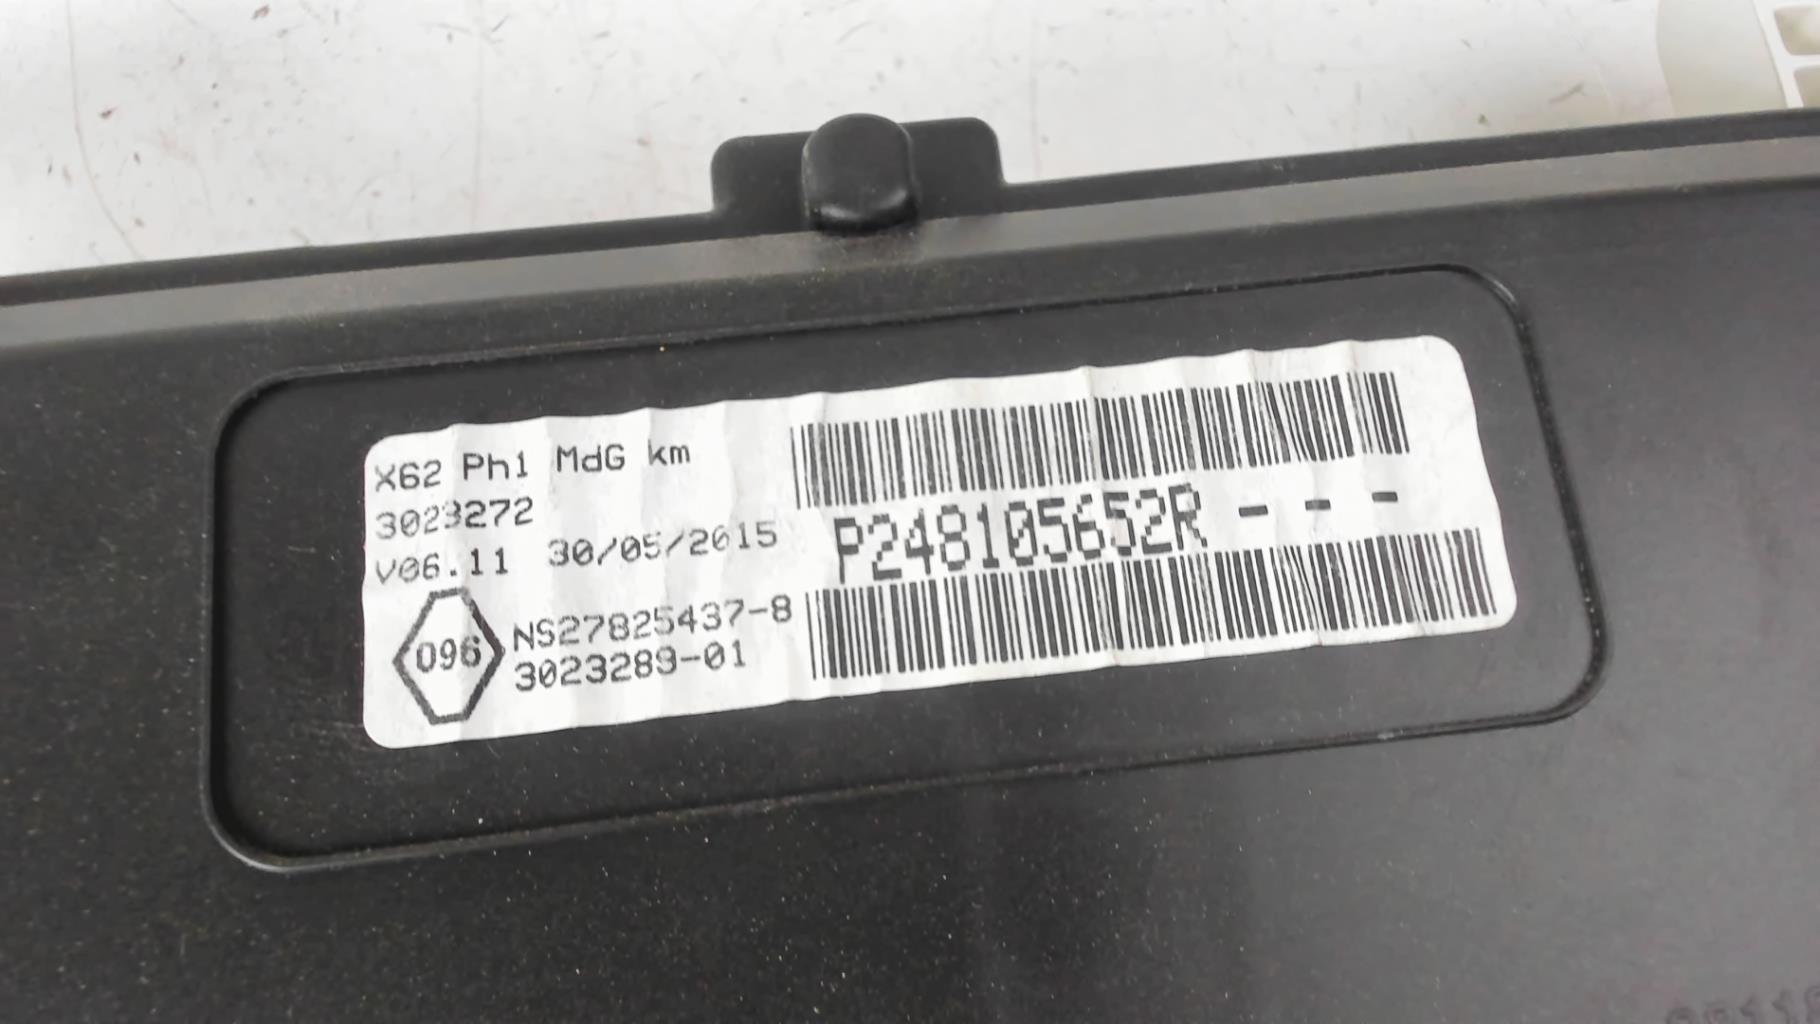 X62 Ph1 MdG km
3023272
V06.11 30/05/2015
P248105652R - - -
096
NS27825437-8
3023289-01